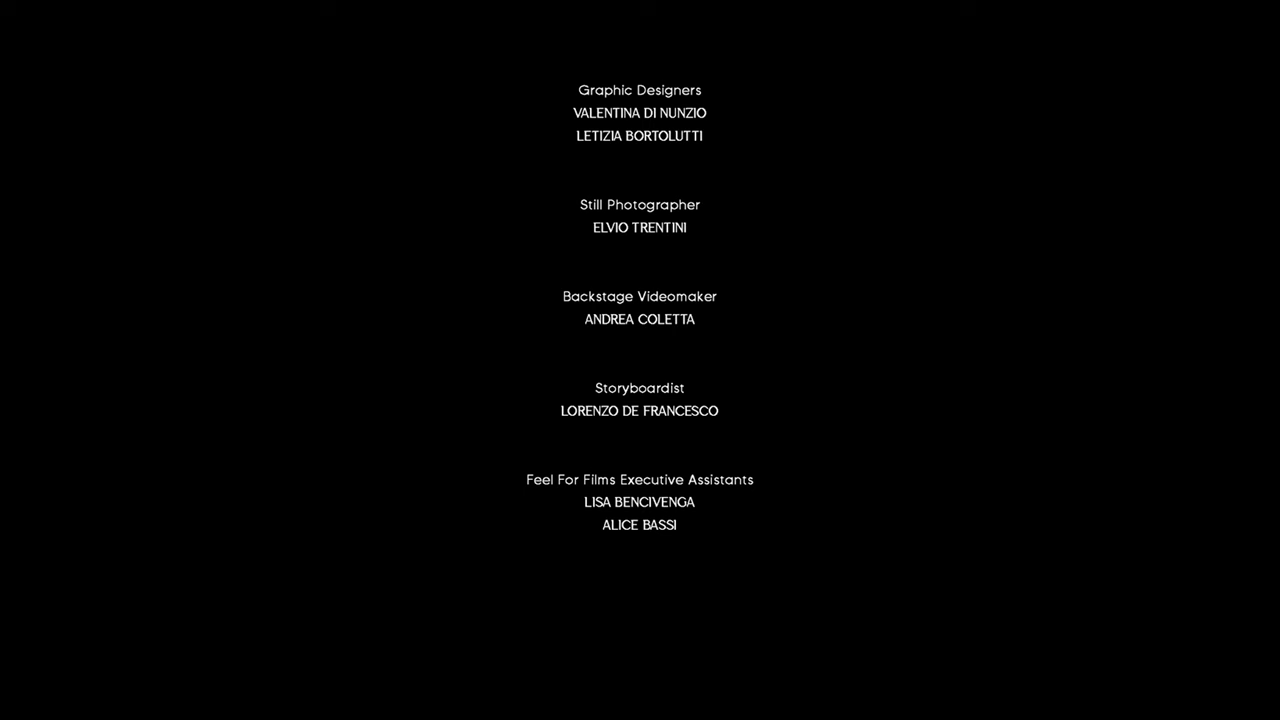 Graphic Designers
VALENTINA DI NUNZIO
LETIZIA BORTOLUTTI
Still Photographer
ELVIO TRENTINI
Backstage Videomaker
ANDREA COLETTA
Storyboardist
LORENZO DE FRANCESCO
Feel For Films Executive Assistants
LISA BENCIVENGA
ALICE BASSI